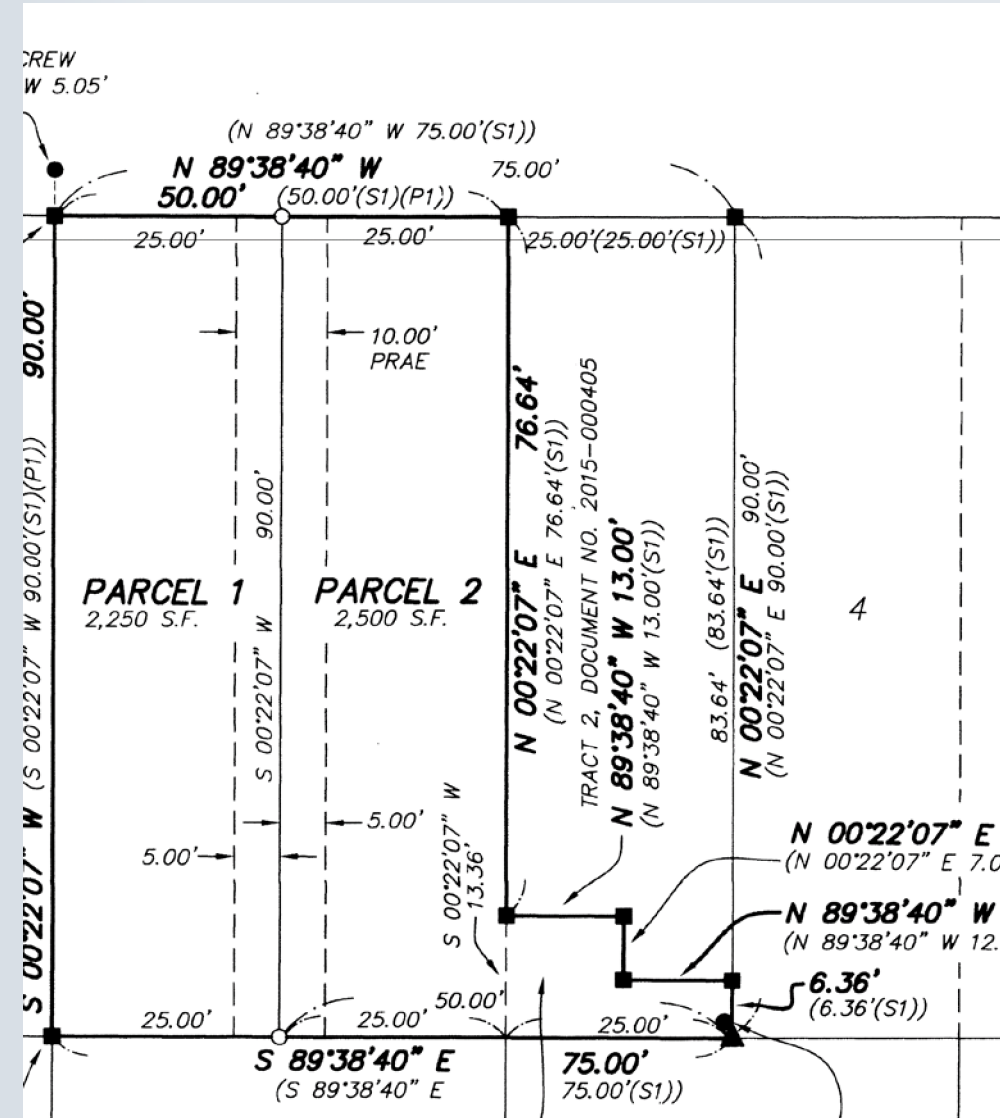 CREW
W 5.05'
(N 89°38'40" W 75.00'(S1))
N 89°38'40" W
75.00'
50.00'
(50.00'(S1)(P1))
25.00'
25.00'
25.00'(25.00'(S1))
90.00'
10.00'
PRAE
76.64'
N 00°22'07" E
(N 00°22'07" E 76.64'(S1))
TRACT 2, DOCUMENT NO. 2015-000405
N 89°38'40" W 13.00'
(N 89°38'40" W 13.00'(S1))
83.64' (83.64'(S1))
N 00°22'07" E 90.00'
(N 00°22'07" E 90.00'(S1))
S 00°22'07" W
(S 00°22'07" W 90.00'(S1)(P1))
PARCEL 1
2,250 S.F.
S 00°22'07" W 90.00'
PARCEL 2
2,500 S.F.
4
5.00'
5.00'
S 00°22'07" W
13.36'
N 00°22'07" E
(N 00°22'07" E 7.0
N 89°38'40" W
(N 89°38'40" W 12.
6.36'
(6.36'(S1))
50.00'
25.00'
25.00'
25.00'
S 89°38'40" E
75.00'
(S 89°38'40" E
75.00'(S1))